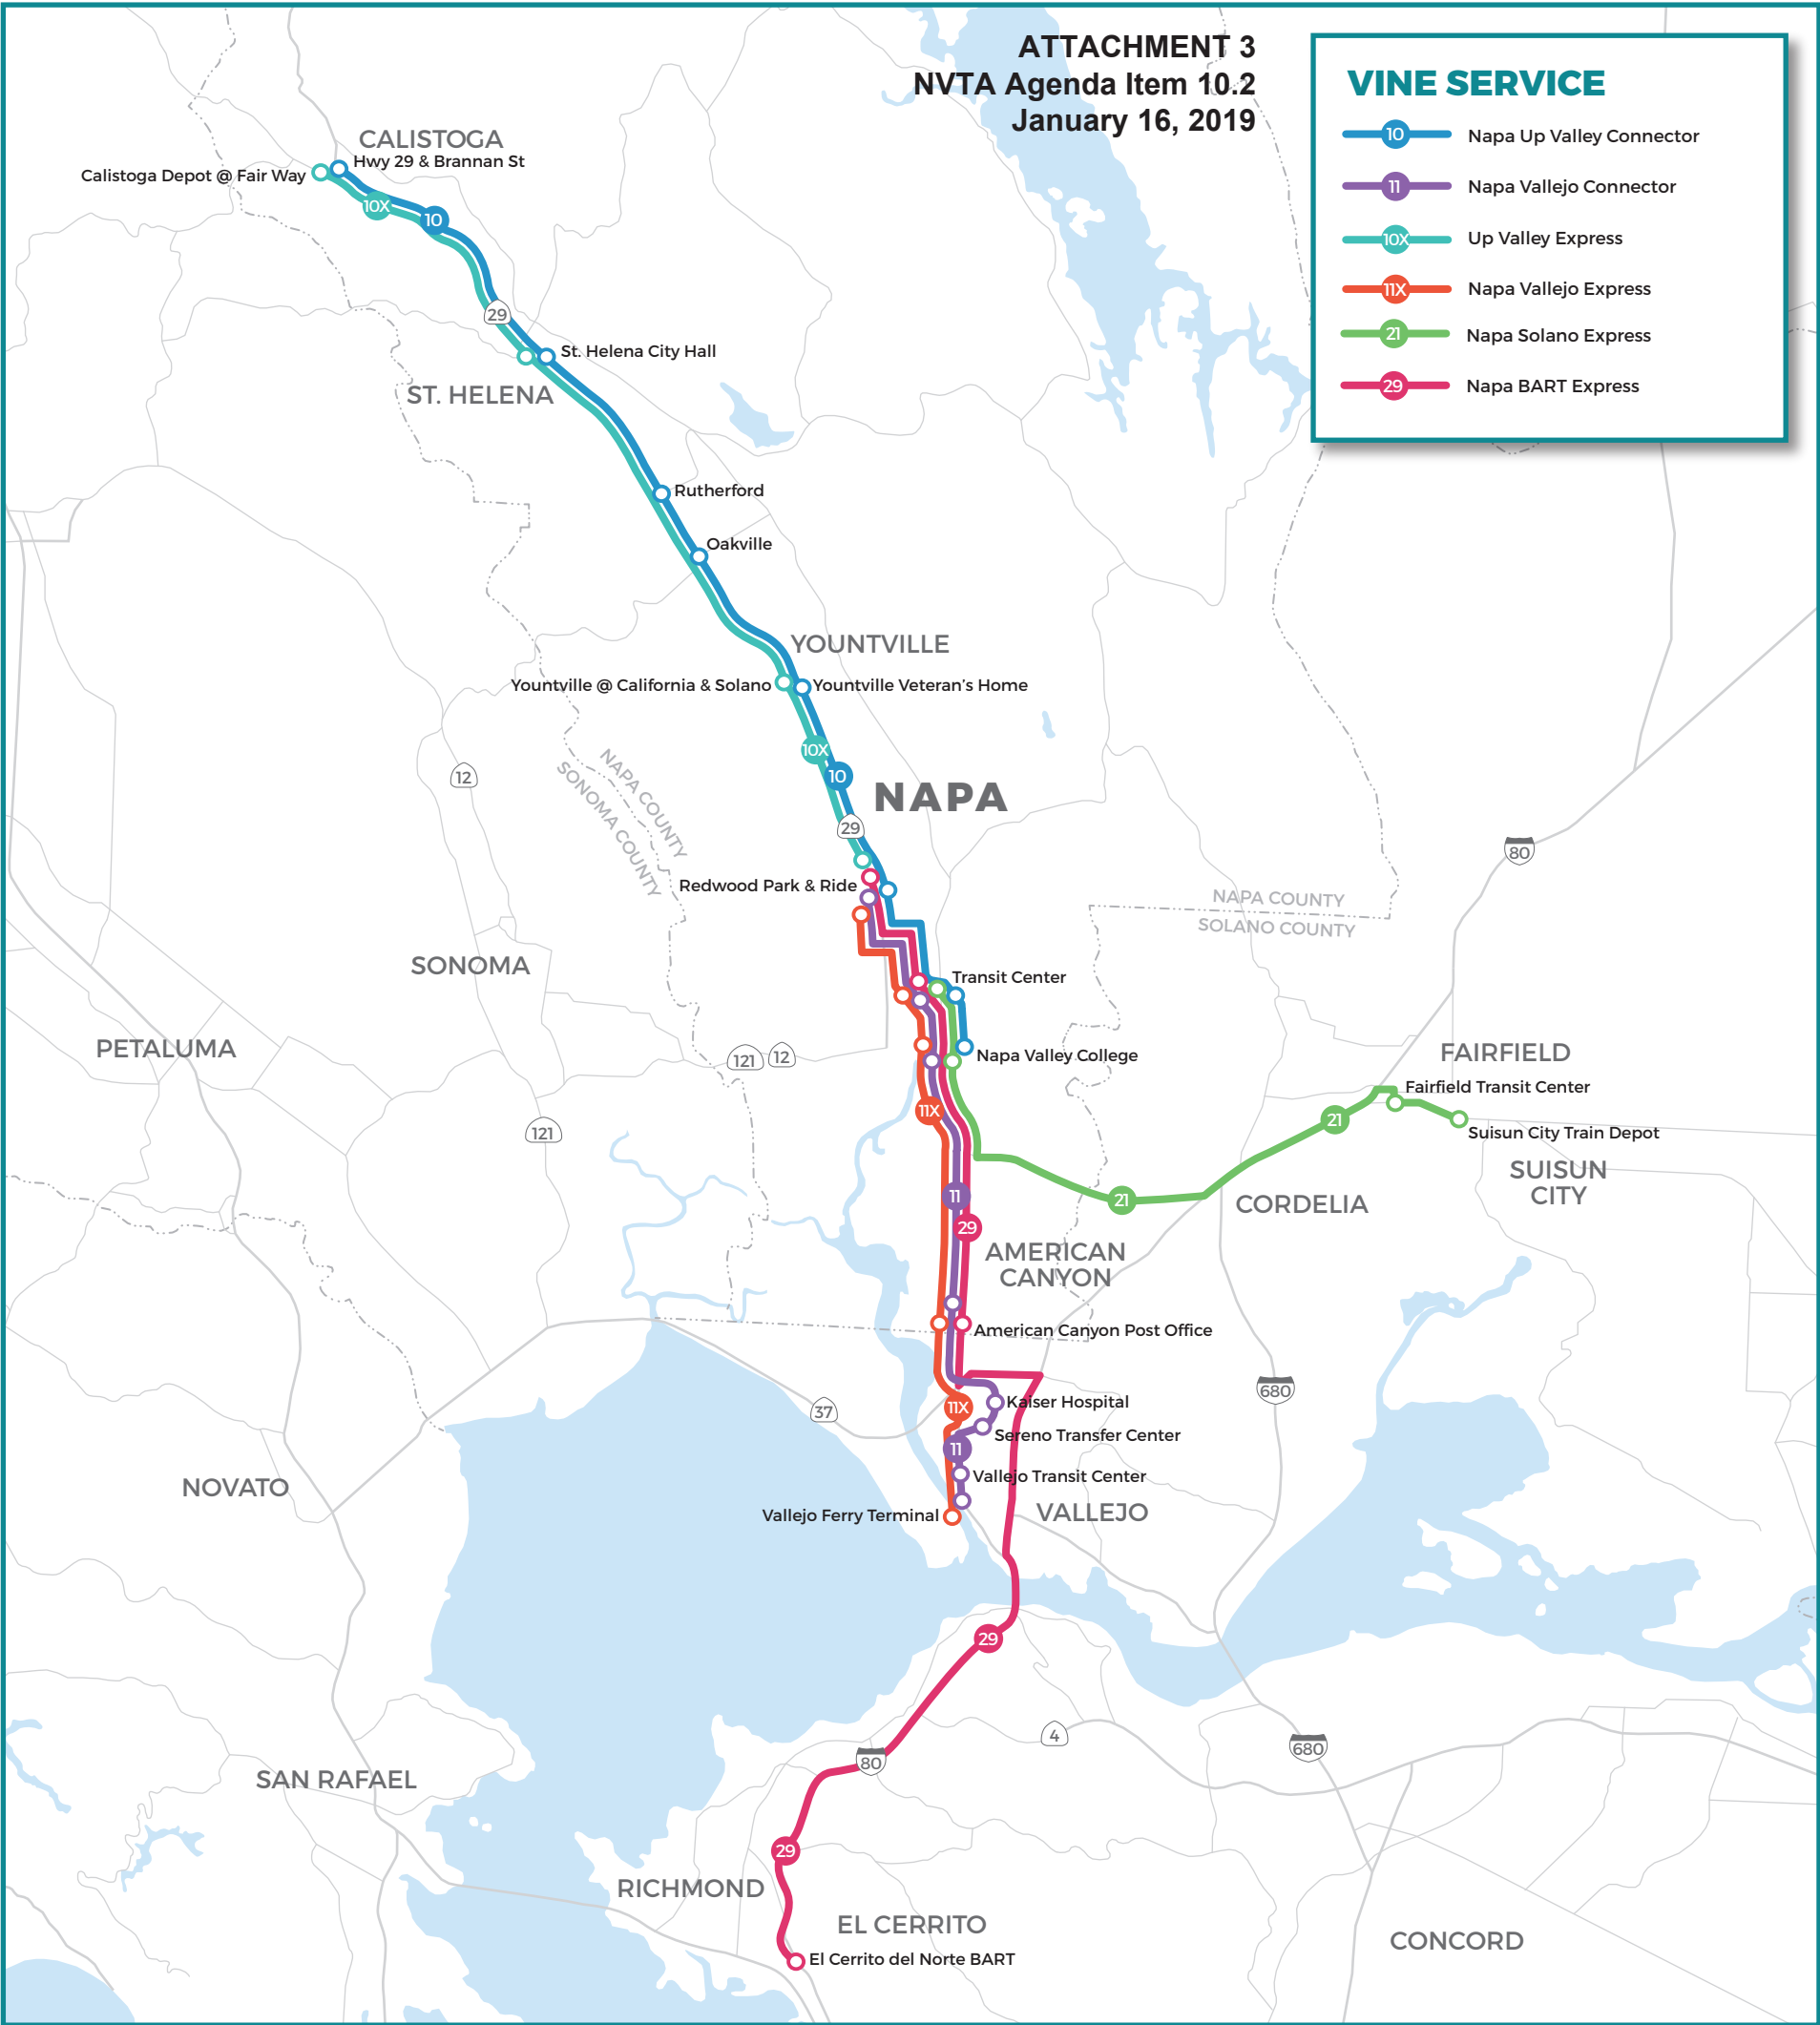 ATTACHMENT 3
NVTA Agenda Item 10.2
January 16, 2019
VINE SERVICE
10 Napa Up Valley Connector
11 Napa Vallejo Connector
10X Up Valley Express
11X Napa Vallejo Express
21 Napa Solano Express
29 Napa BART Express
CALISTOGA
Hwy 29 & Brannan St
Calistoga Depot @ Fair Way
10X
10
29
St. Helena City Hall
ST. HELENA
Rutherford
Oakville
YOUNTVILLE
Yountville @ California & Solano
Yountville Veteran's Home
10X
10
12
NAPA COUNTY
SONOMA COUNTY
NAPA
29
80
Redwood Park & Ride
NAPA COUNTY
SOLANO COUNTY
SONOMA
Transit Center
PETALUMA
121
12
Napa Valley College
FAIRFIELD
Fairfield Transit Center
11X
21
121
Suisun City Train Depot
SUISUN
CITY
11
21
CORDELIA
29
AMERICAN
CANYON
American Canyon Post Office
680
37
11X
Kaiser Hospital
Sereno Transfer Center
11
Vallejo Transit Center
NOVATO
Vallejo Ferry Terminal
VALLEJO
29
4
680
80
SAN RAFAEL
29
RICHMOND
EL CERRITO
CONCORD
El Cerrito del Norte BART